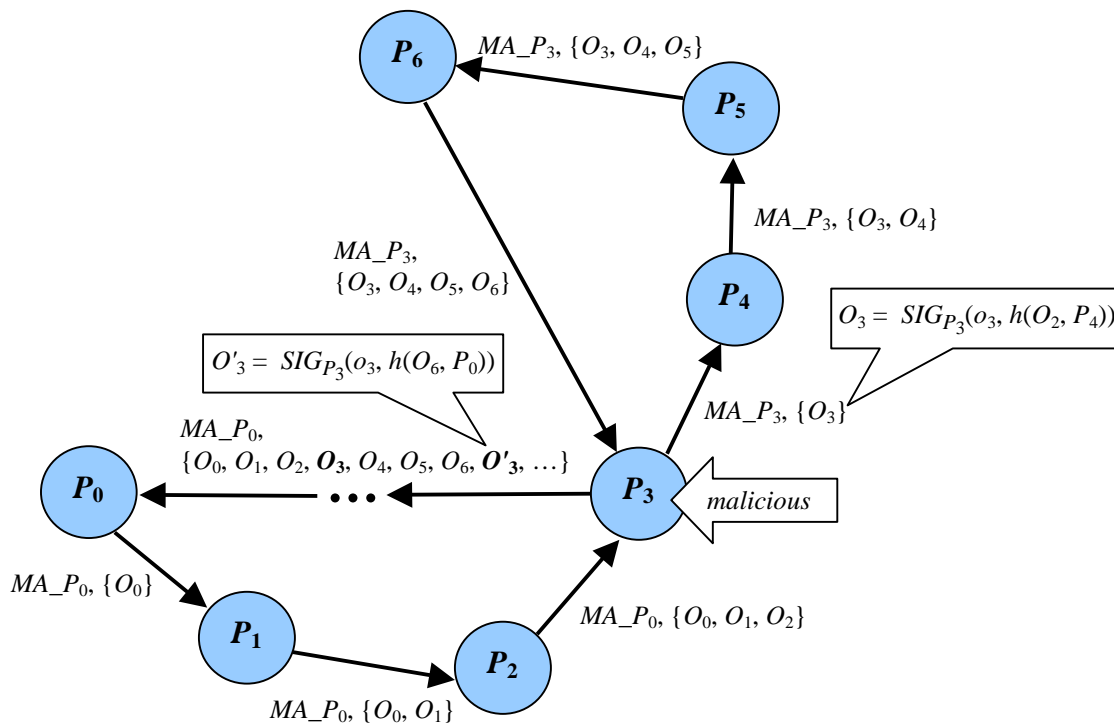 P₆
MA_P₃, {O₃, O₄, O₅}
P₅
MA_P₃, {O₃, O₄}
MA_P₃,
{O₃, O₄, O₅, O₆}
P₄
O₃ = SIG_P₃(o₃, h(O₂, P₄))
O'₃ = SIG_P₃(o₃, h(O₆, P₀))
MA_P₃, {O₃}
MA_P₀,
{O₀, O₁, O₂, O₃, O₄, O₅, O₆, O'₃, …}
P₀
P₃
malicious
MA_P₀, {O₀}
MA_P₀, {O₀, O₁, O₂}
P₁
P₂
MA_P₀, {O₀, O₁}